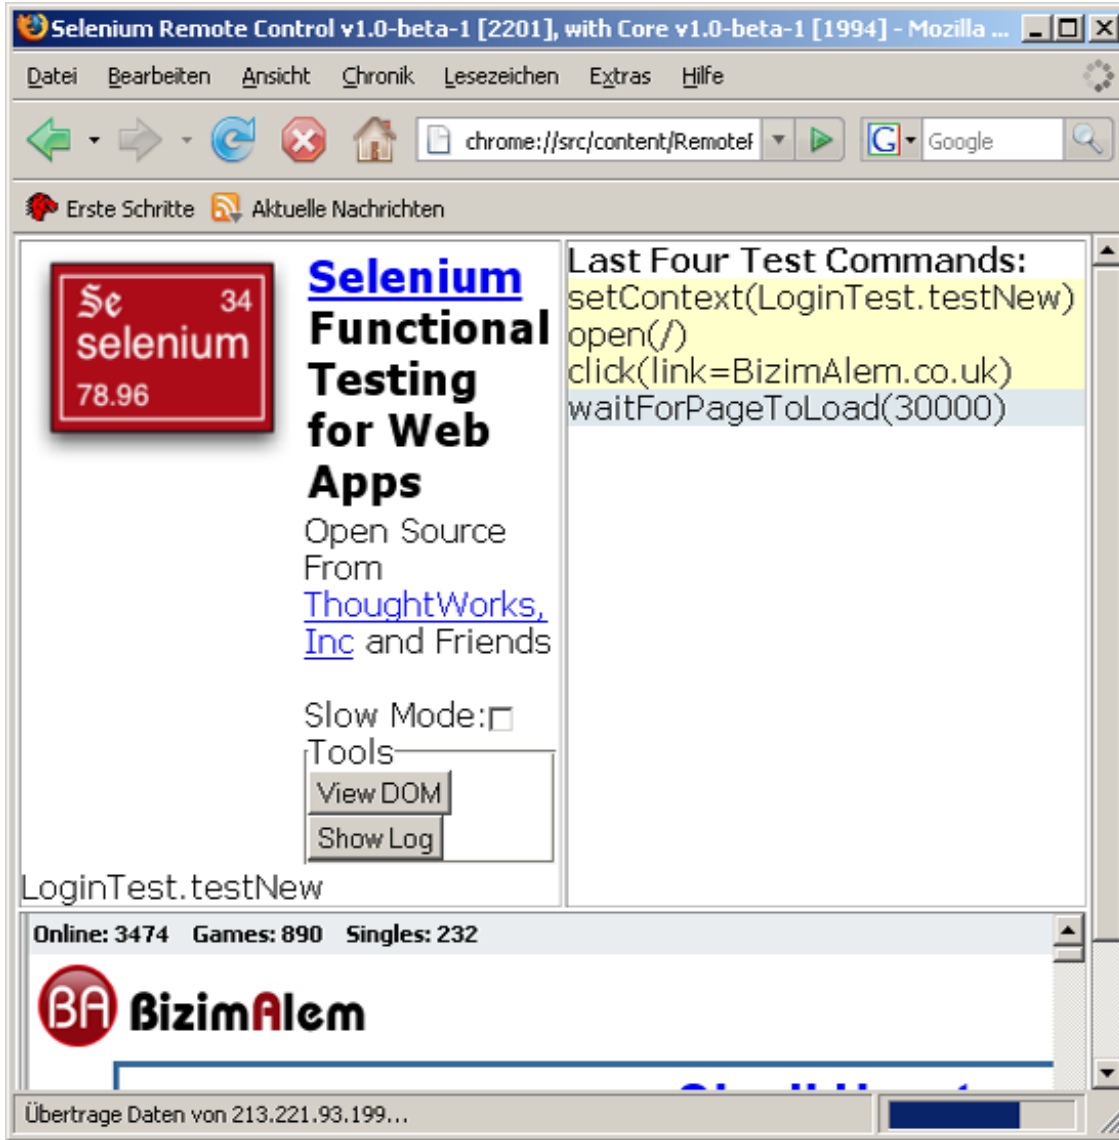 Selenium Remote Control v1.0-beta-1 [2201], with Core v1.0-beta-1 [1994] - Mozilla ...
Datei Bearbeiten Ansicht Chronik Lesezeichen Extras Hilfe
chrome://src/content/Remote
G Google
Erste Schritte Aktuelle Nachrichten
Se 34
selenium
78.96
Selenium
Functional
Testing
for Web
Apps
Open Source
From
ThoughtWorks,
Inc and Friends
Slow Mode:
Tools
View DOM
Show Log
LoginTest.testNew
Last Four Test Commands:
setContext(LoginTest.testNew)
open(/)
click(link=BizimAlem.co.uk)
waitForPageToLoad(30000)
Online: 3474 Games: 890 Singles: 232
BA BizimAlem
Übertrage Daten von 213.221.93.199...